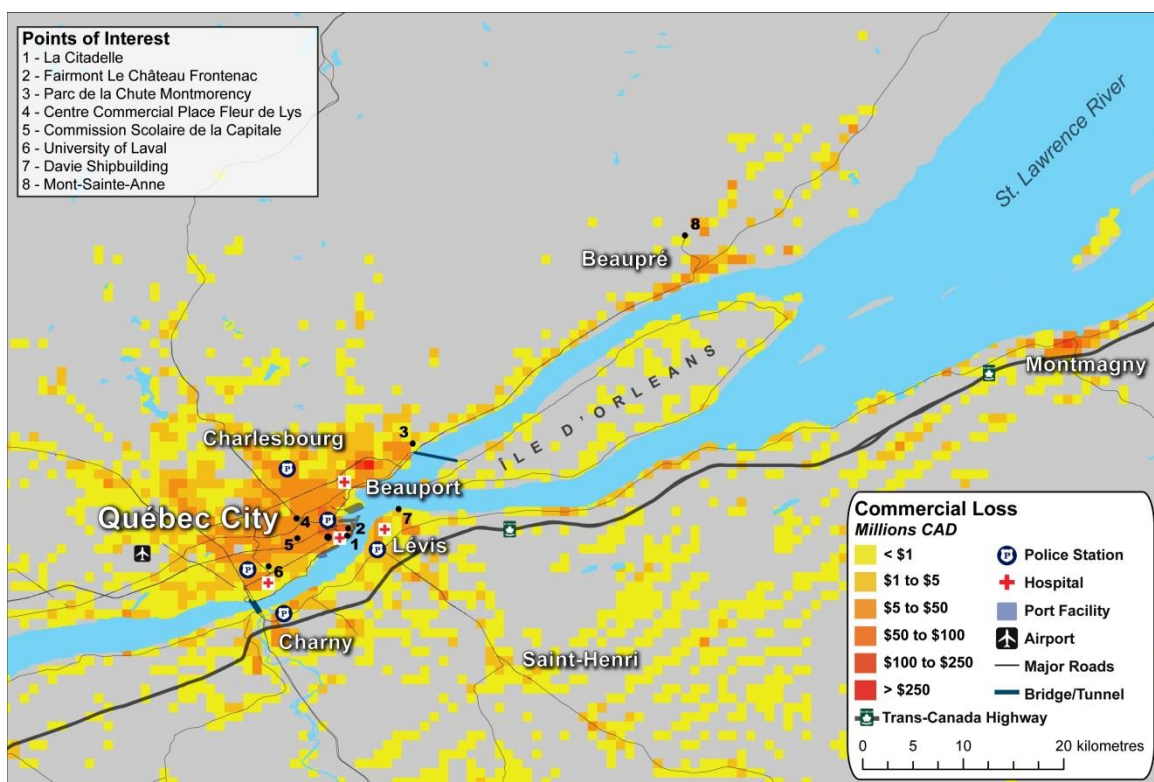 Points of Interest
1 - La Citadelle
2 - Fairmont Le Château Frontenac
3 - Parc de la Chute Montmorency
4 - Centre Commercial Place Fleur de Lys
5 - Commission Scolaire de la Capitale
6 - University of Laval
7 - Davie Shipbuilding
8 - Mont-Sainte-Anne
St. Lawrence River
8
Beaupré
ÎLE D'ORLEANS
Montmagny
3
Charlesbourg
P
Beauport
Québec City
4
P
2
7
5
1
Lévis
P
6
P
P
Charny
Saint-Henri
Commercial Loss
Millions CAD
< $1
$1 to $5
$5 to $50
$50 to $100
$100 to $250
> $250
P Police Station
Hospital
Port Facility
Airport
Major Roads
Bridge/Tunnel
Trans-Canada Highway
0 5 10 20 kilometres